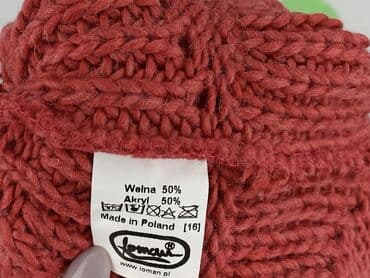 Wełna 50%
Akryl 50%
Made in Poland [16]
Loman ®
www.loman.pl